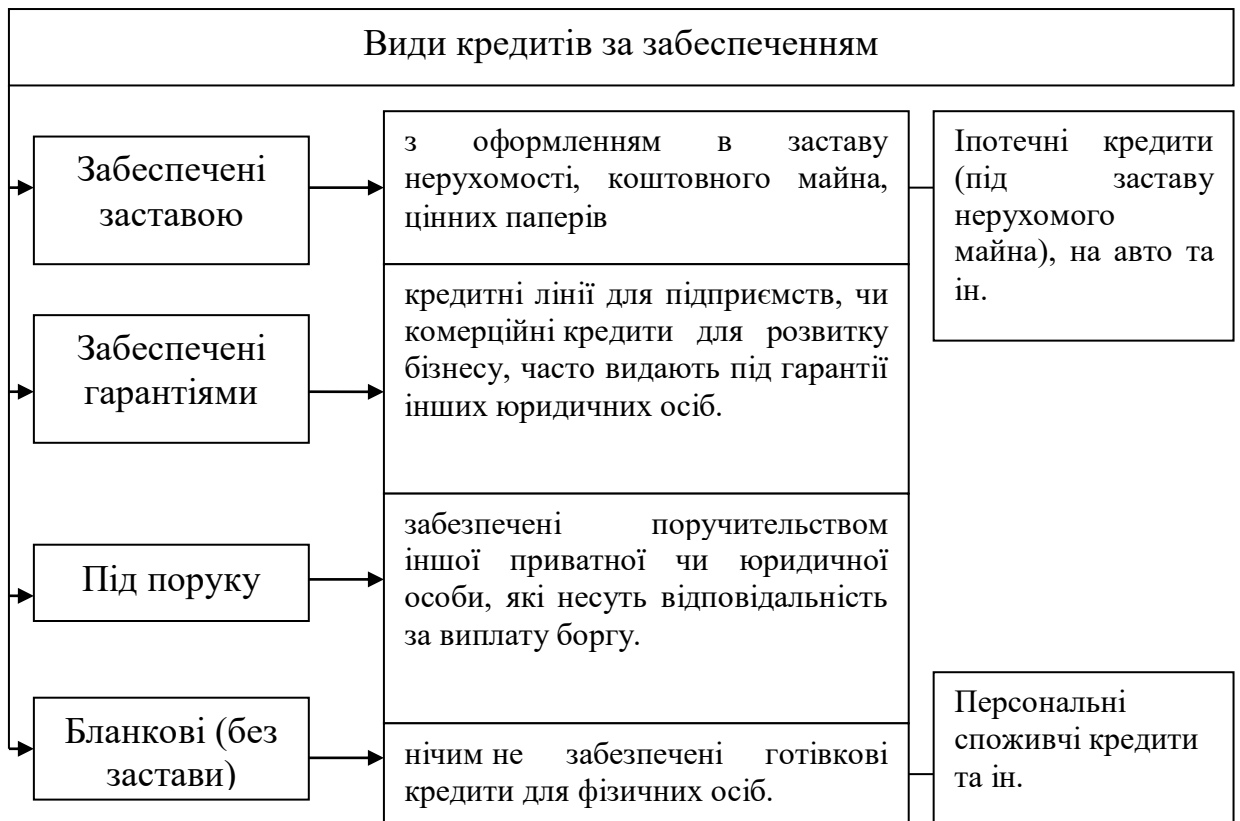 Види кредитів за забеспеченням
Забеспечені
заставою
з оформленням в заставу
нерухомості, коштовного майна,
цінних паперів
Іпотечні кредити
(під заставу
нерухомого
майна), на авто та
ін.
Забеспечені
гарантіями
кредитні лінії для підприємств, чи
комерційні кредити для розвитку
бізнесу, часто видають під гарантії
інших юридичних осіб.
Під поруку
забезпечені поручительством
іншої приватної чи юридичної
особи, які несуть відповідальність
за виплату боргу.
Бланкові (без
застави)
нічим не забезпечені готівкові
кредити для фізичних осіб.
Персональні
споживчі кредити
та ін.